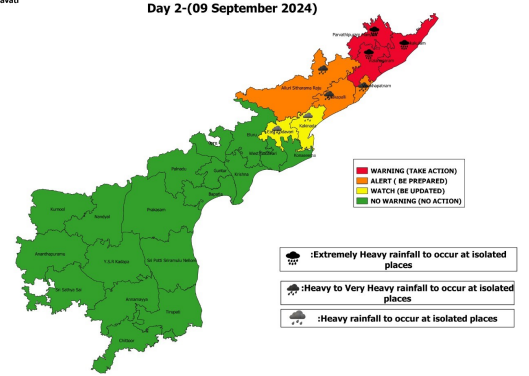 avati
Day 2-(09 September 2024)
Alluri Sitharama Raju
Kakinada
Eluru
Krishna
Guntur
Palnadu
Bapatla
Prakasam
Kurnool
Nandyal
Ananthapuramu
Y.S.R Kadapa
Sri Potti Sriramulu Nellore
Sri Sathya Sai
Annamayya
Tirupati
Chittoor
WARNING (TAKE ACTION)
ALERT ( BE PREPARED)
WATCH (BE UPDATED)
NO WARNING (NO ACTION)
:Extremely Heavy rainfall to occur at isolated
places
:Heavy to Very Heavy rainfall to occur at isolated
places
:Heavy rainfall to occur at isolated places